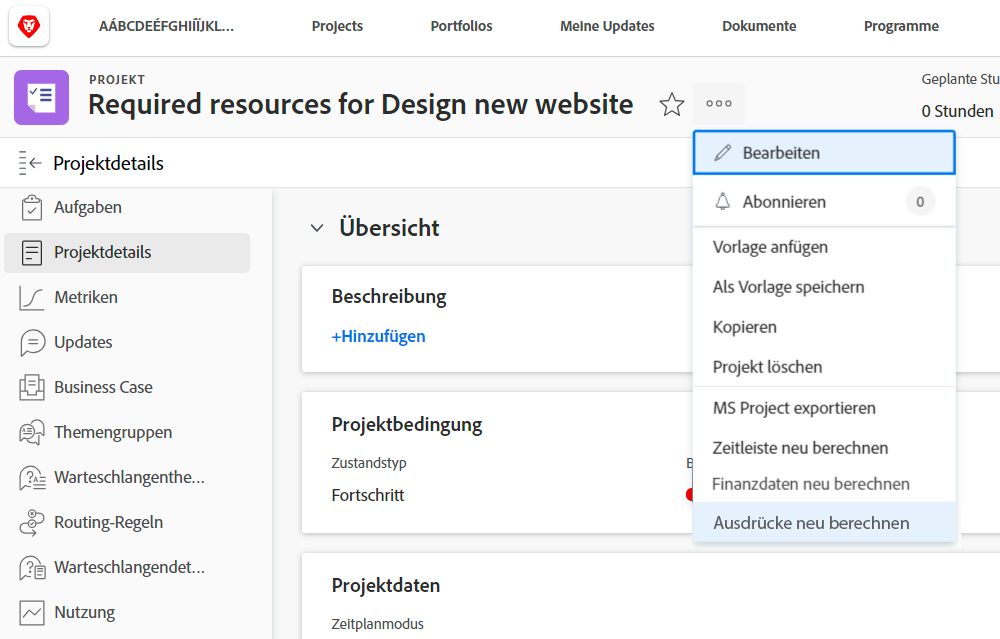 AÁBCDEÉFGHIÍÏJKL...
Projects
Portfolios
Meine Updates
Dokumente
Programme
PROJEKT
Required resources for Design new website
Geplante Stu
0 Stunden
Projektdetails
Aufgaben
Projektdetails
Metriken
Updates
Business Case
Themengruppen
Warteschlangenthe...
Routing-Regeln
Warteschlangendet...
Nutzung
Übersicht
Beschreibung
+Hinzufügen
Projektbedingung
Zustandstyp
B
Fortschritt
Projektdaten
Zeitplanmodus
Bearbeiten
Abonnieren 0
Vorlage anfügen
Als Vorlage speichern
Kopieren
Projekt löschen
MS Project exportieren
Zeitleiste neu berechnen
Finanzdaten neu berechnen
Ausdrücke neu berechnen